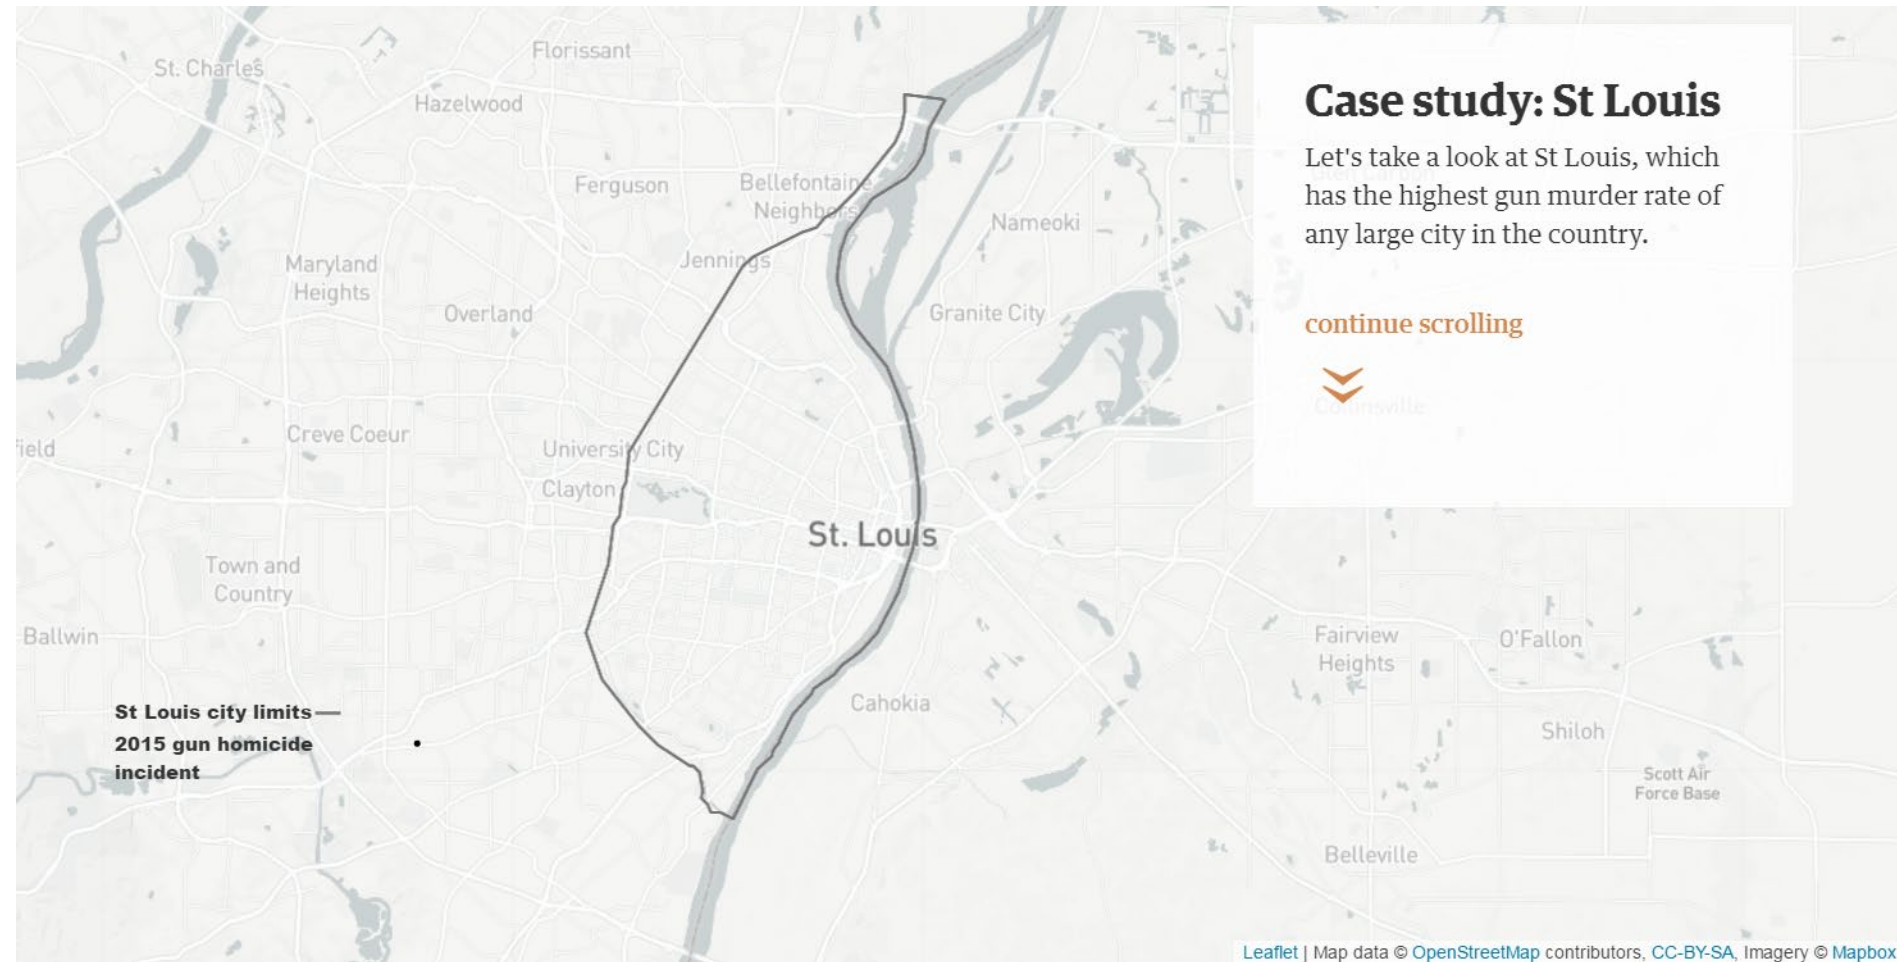 Florissant
St. Charles
Hazelwood
Case study: St Louis
Let's take a look at St Louis, which
has the highest gun murder rate of
any large city in the country.
Glen Carbon
Ferguson
Bellefontaine
Neighbors
Nameoki
Jennings
Maryland
Heights
Overland
Granite City
continue scrolling
Collinsville
Creve Coeur
University City
ield
Clayton
St. Louis
Town and
Country
Ballwin
Fairview
Heights
O'Fallon
St Louis city limits
2015 gun homicide
incident
Cahokia
Shiloh
Scott Air
Force Base
Belleville
Leaflet | Map data © OpenStreetMap contributors, CC-BY-SA, Imagery © Mapbox